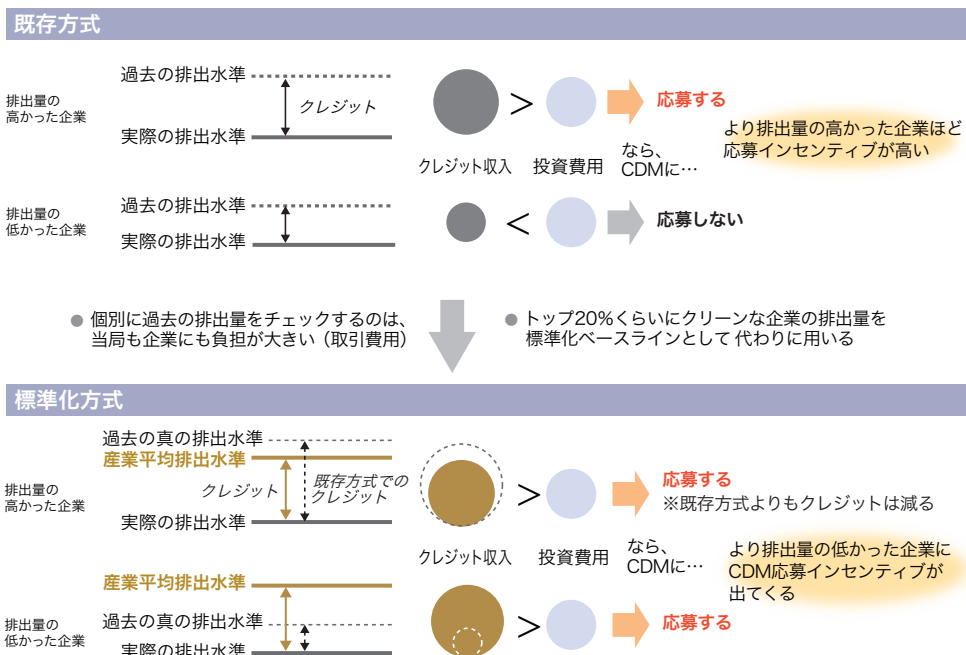 既存方式
排出量の
高かった企業
過去の排出水準
クレジット
実際の排出水準
>
応募する
クレジット収入
投資費用
なら、
CDMに…
より排出量の高かった企業ほど
応募インセンティブが高い
排出量の
低かった企業
過去の排出水準
実際の排出水準
<
応募しない
● 個別に過去の排出量をチェックするのは、
当局も企業にも負担が大きい（取引費用）
● トップ20%くらいにクリーンな企業の排出量を
標準化ベースラインとして 代わりに用いる
標準化方式
排出量の
高かった企業
過去の真の排出水準
産業平均排出水準
クレジット
既存方式での
クレジット
実際の排出水準
>
応募する
※既存方式よりもクレジットは減る
クレジット収入
投資費用
なら、
CDMに…
より排出量の低かった企業に
CDM応募インセンティブが
出てくる
排出量の
低かった企業
産業平均排出水準
過去の真の排出水準
実際の排出水準
>
応募する